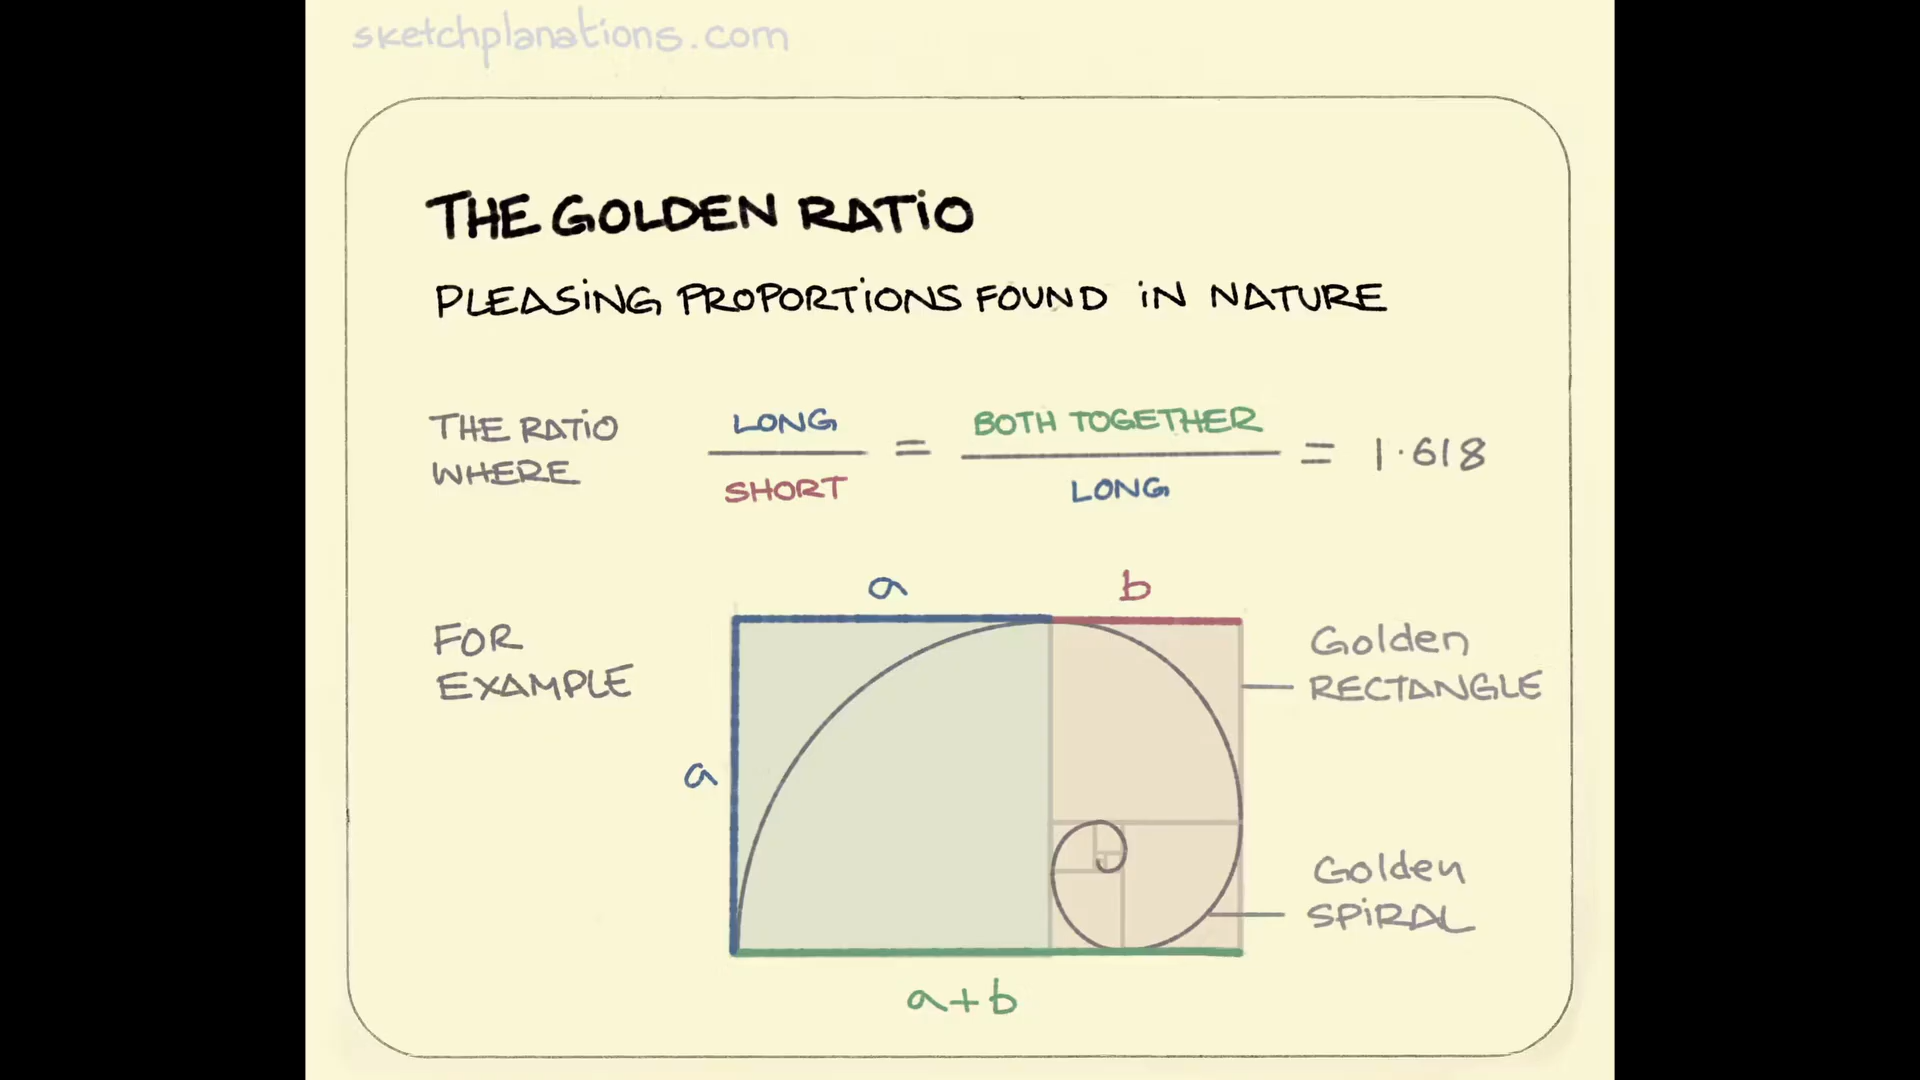 sketchplanations.com
THE GOLDEN RATiO
PLEASiNG PROPORTiONS FOUND iN NATURE
THE RATiO
WHERE
LONG
SHORT
=
BOTH TOGETHER
LONG
= 1.618
FOR
EXAMPLE
a
b
a
a+b
Golden
RECTANGLE
Golden
SPiRAL